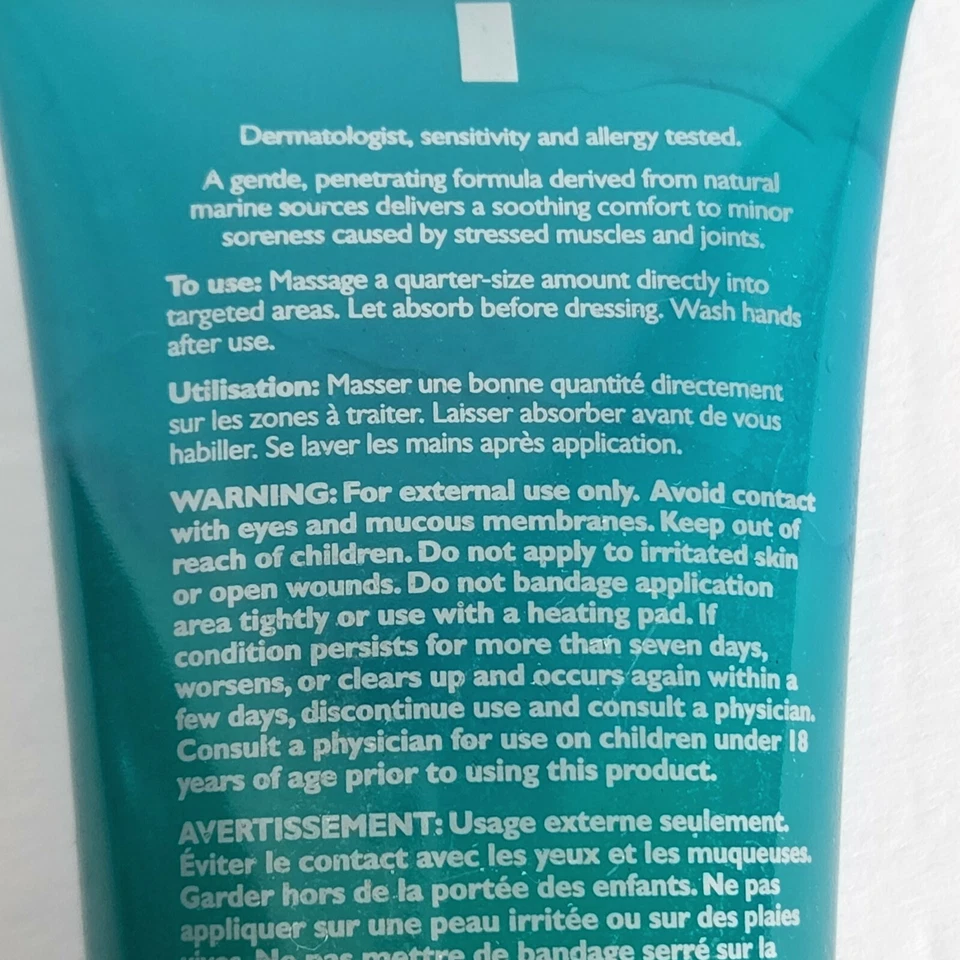 Dermatologist, sensitivity and allergy tested.
A gentle, penetrating formula derived from natural
marine sources delivers a soothing comfort to minor
soreness caused by stressed muscles and joints.
To use: Massage a quarter-size amount directly into
targeted areas. Let absorb before dressing. Wash hands
after use.
Utilisation: Masser une bonne quantité directement
sur les zones à traiter. Laisser absorber avant de vous
habiller. Se laver les mains après application.
WARNING: For external use only. Avoid contact
with eyes and mucous membranes. Keep out of
reach of children. Do not apply to irritated skin
or open wounds. Do not bandage application
area tightly or use with a heating pad. If
condition persists for more than seven days,
worsens, or clears up and occurs again within a
few days, discontinue use and consult a physician.
Consult a physician for use on children under 18
years of age prior to using this product.
AVERTISSEMENT: Usage externe seulement.
Éviter le contact avec les yeux et les muqueuses.
Garder hors de la portée des enfants. Ne pas
appliquer sur une peau irritée ou sur des plaies
vives. Ne pas mettre de bandage serré sur la